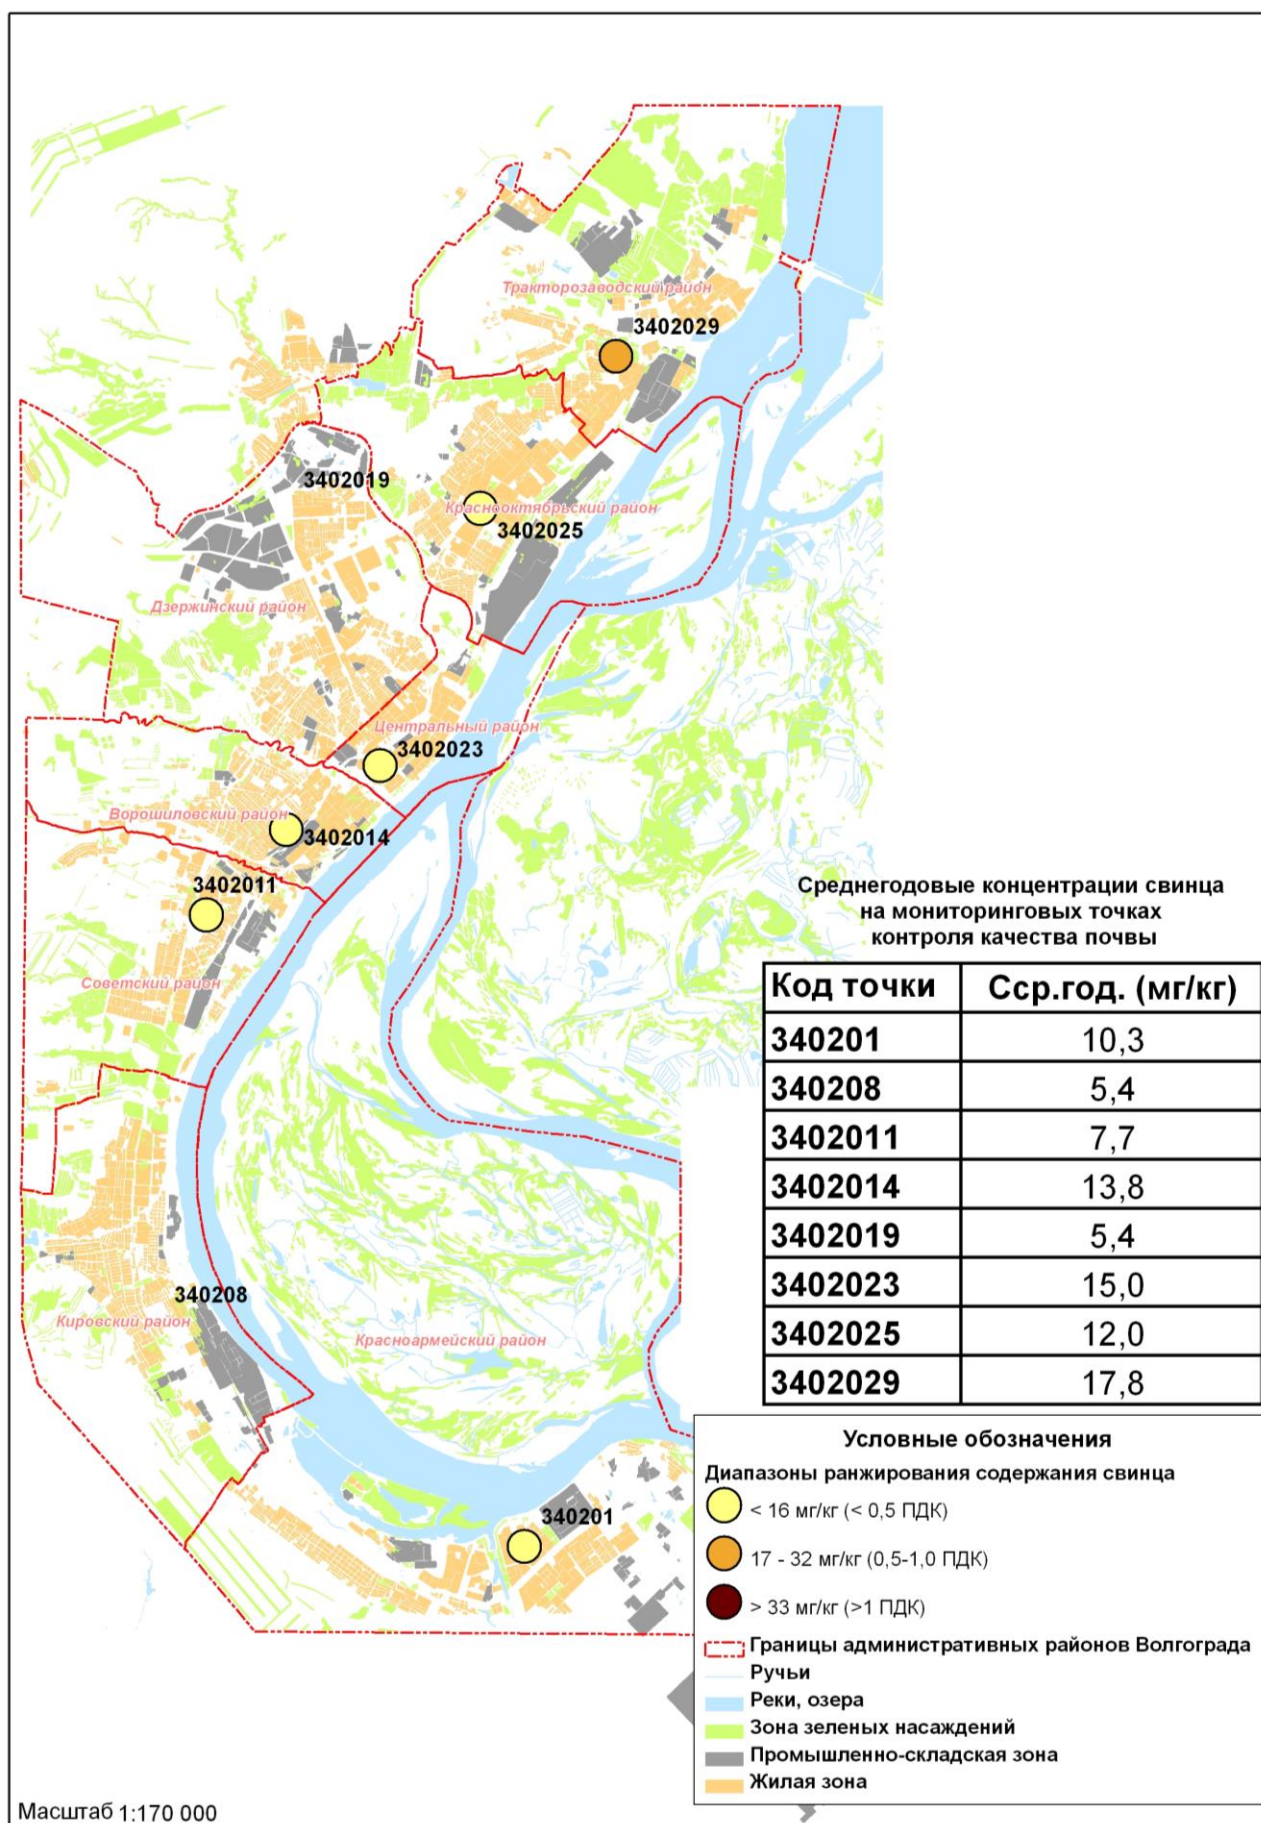 Тракторозаводский район
3402029
3402019
Краснооктябрьский район
3402025
Дзержинский район
Центральный район
3402023
Ворошиловский район
3402014
3402011
Советский район
340208
Кировский район
Красноармейский район
340201
Среднегодовые концентрации свинца
на мониторинговых точках
контроля качества почвы
Код точки Сср.год. (мг/кг)
340201 10,3
340208 5,4
3402011 7,7
3402014 13,8
3402019 5,4
3402023 15,0
3402025 12,0
3402029 17,8
Условные обозначения
Диапазоны ранжирования содержания свинца
< 16 мг/кг (< 0,5 ПДК)
17 - 32 мг/кг (0,5-1,0 ПДК)
> 33 мг/кг (>1 ПДК)
Границы административных районов Волгограда
Ручьи
Реки, озера
Зона зеленых насаждений
Промышленно-складская зона
Жилая зона
Масштаб 1:170 000